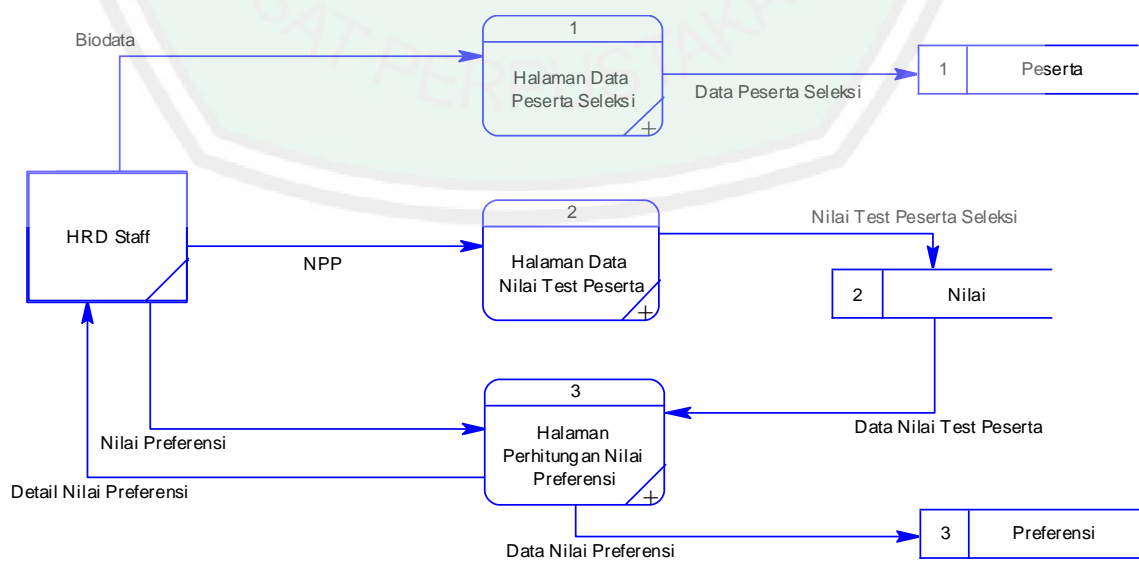 SAT PERPUSTAKA
Biodata
1
Halaman Data
Peserta Seleksi
Data Peserta Seleksi
1
Peserta
HRD Staff
NPP
2
Halaman Data
Nilai Test Peserta
Nilai Test Peserta Seleksi
2
Nilai
Nilai Preferensi
Detail Nilai Preferensi
3
Halaman
Perhitungan Nilai
Preferensi
Data Nilai Test Peserta
Data Nilai Preferensi
3
Preferensi